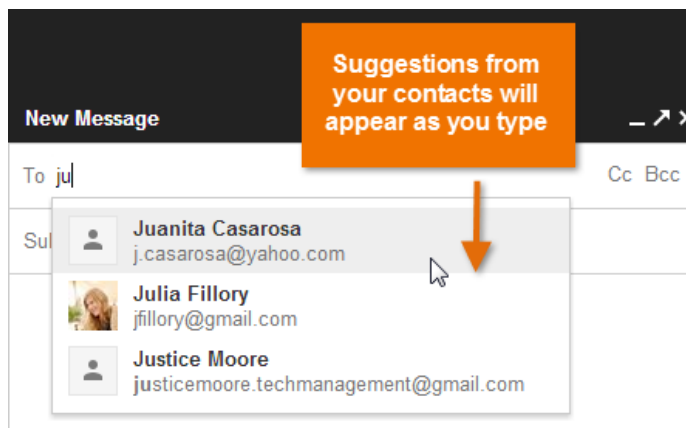 Suggestions from
your contacts will
appear as you type
New Message
To ju
Cc Bcc
Juanita Casarosa
j.casarosa@yahoo.com
Julia Fillory
jfillory@gmail.com
Justice Moore
justicemoore.techmanagement@gmail.com